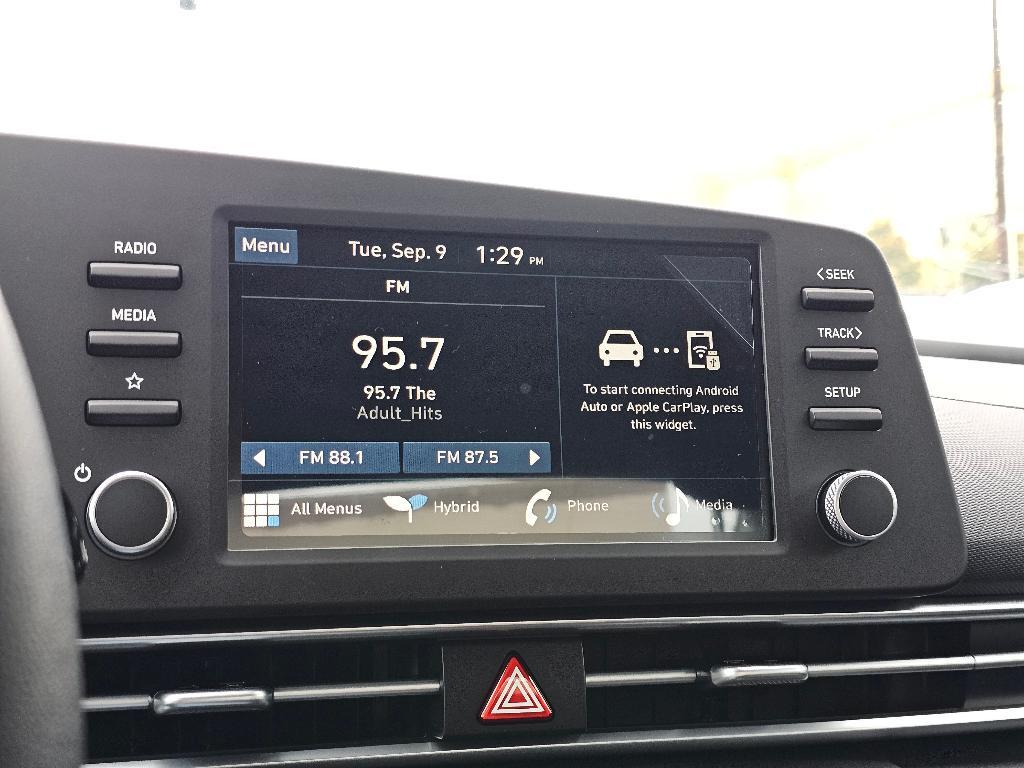 RADIO
MEDIA
Menu
Tue, Sep. 9
1:29 PM
FM
95.7
95.7 The
Adult_Hits
FM 88.1
FM 87.5
To start connecting Android
Auto or Apple CarPlay, press
this widget.
All Menus
Hybrid
Phone
Media
<SEEK
TRACK>
SETUP